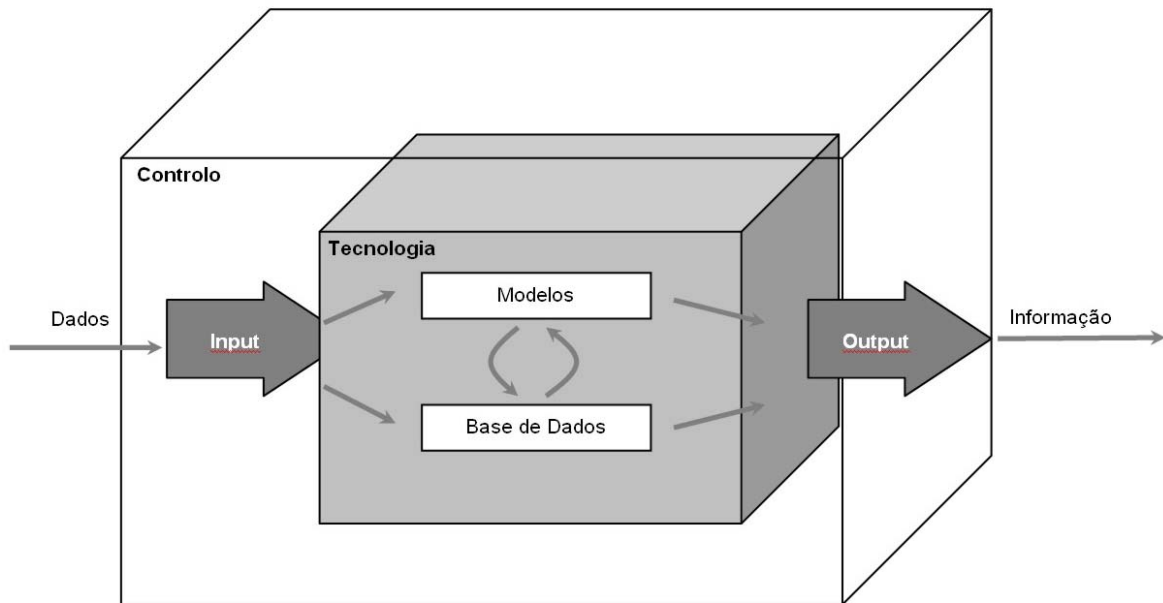 Controlo
Tecnologia
Modelos
Dados
Input
Output
Informação
Base de Dados